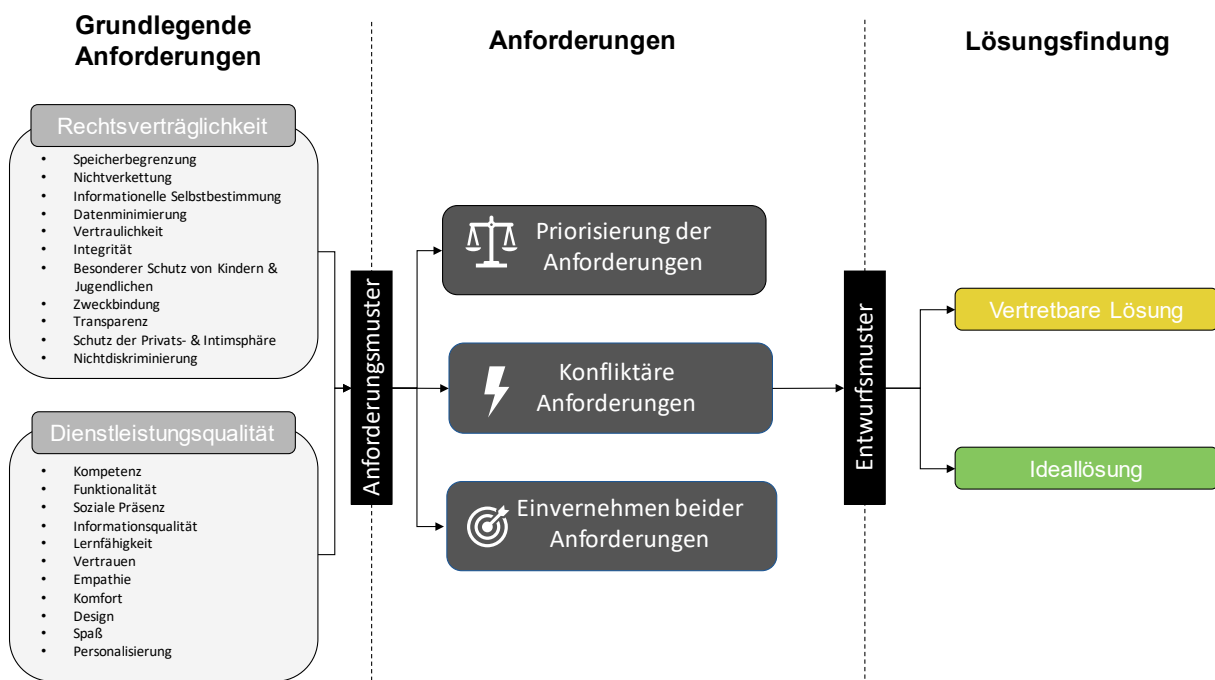 Grundlegende
Anforderungen
Rechtsverträglichkeit
• Speicherbegrenzung
• Nichtverkettung
• Informationelle Selbstbestimmung
• Datenminimierung
• Vertraulichkeit
• Integrität
• Besonderer Schutz von Kindern &
Jugendlichen
• Zweckbindung
• Transparenz
• Schutz der Privats- & Intimsphäre
• Nichtdiskriminierung
Dienstleistungsqualität
• Kompetenz
• Funktionalität
• Soziale Präsenz
• Informationsqualität
• Lernfähigkeit
• Vertrauen
• Empathie
• Komfort
• Design
• Spaß
• Personalisierung
Anforderungsmuster
Anforderungen
Priorisierung der
Anforderungen
Konfliktäre
Anforderungen
Einvernehmen beider
Anforderungen
Entwurfsmuster
Lösungsfindung
Vertretbare Lösung
Ideallösung